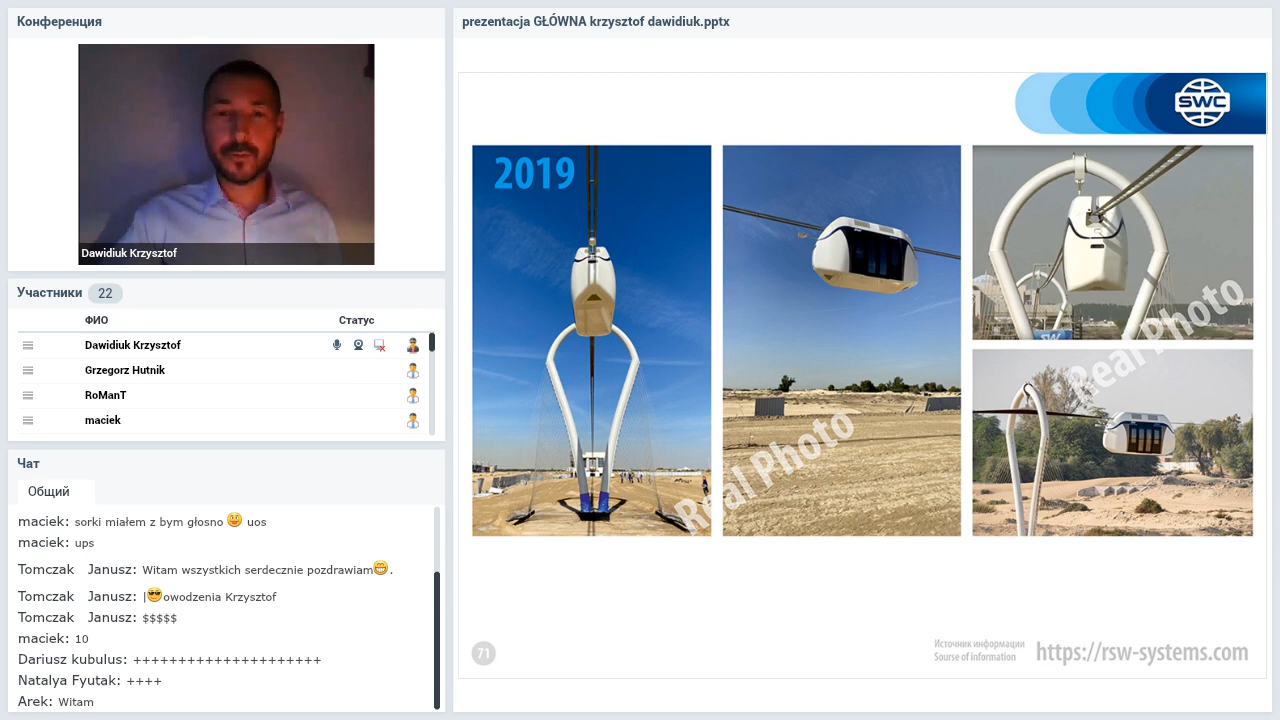 Конференция
Dawidiuk Krzysztof
Участники 22
ФИО Статус
Dawidiuk Krzysztof
Grzegorz Hutnik
RoManT
maciek
Чат
Общий
maciek: sorki miałem z bym głosno uos
maciek: ups
Tomczak Janusz: Witam wszystkich serdecznie pozdrawiam.
Tomczak Janusz: |owodzenia Krzysztof
Tomczak Janusz: $$$$$
maciek: 10
Dariusz kubulus: +++++++++++++++++++++
Natalya Fyutak: ++++
Arek: Witam
prezentacja GŁÓWNA krzysztof dawidiuk.pptx
SWC
2019
Real Photo
Real Photo
Real Photo
71
Источник информации
Sourse of information
https://rsw-systems.com